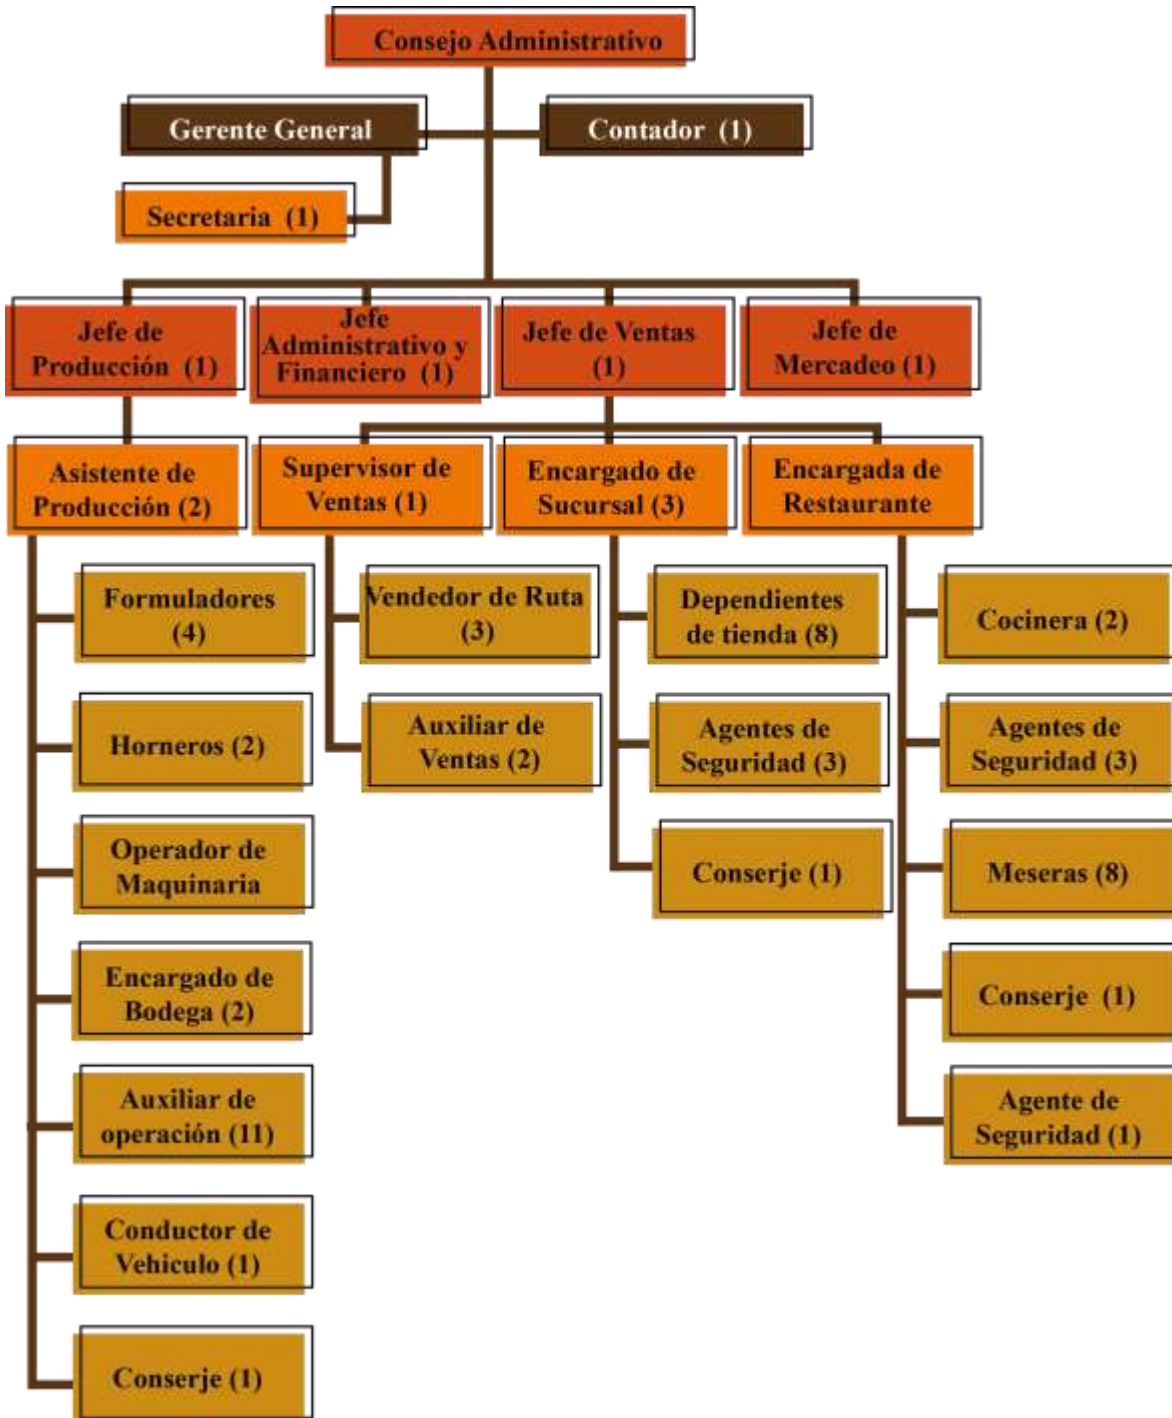 Consejo Administrativo
Gerente General
Contador (1)
Secretaria (1)
Jefe de
Producción (1)
Jefe
Administrativo y
Financiero (1)
Jefe de Ventas
(1)
Jefe de
Mercadeo (1)
Asistente de
Producción (2)
Supervisor de
Ventas (1)
Encargado de
Sucursal (3)
Encargada de
Restaurante
Formuladores
(4)
Horneros (2)
Operador de
Maquinaria
Encargado de
Bodega (2)
Auxiliar de
operación (11)
Conductor de
Vehiculo (1)
Conserje (1)
Vendedor de Ruta
(3)
Auxiliar de
Ventas (2)
Dependientes
de tienda (8)
Agentes de
Seguridad (3)
Conserje (1)
Cocinera (2)
Agentes de
Seguridad (3)
Meseras (8)
Conserje (1)
Agente de
Seguridad (1)